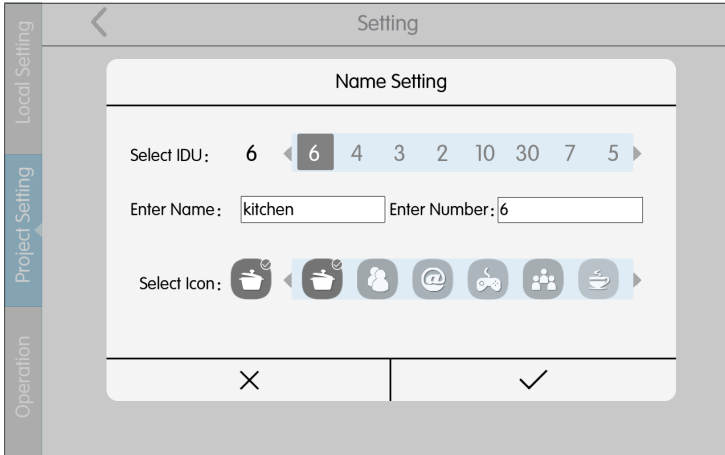 Setting
Local Setting
Project Setting
Operation
Name Setting
Select IDU: 6 6 4 3 2 10 30 7 5
Enter Name: kitchen Enter Number: 6
Select Icon: @